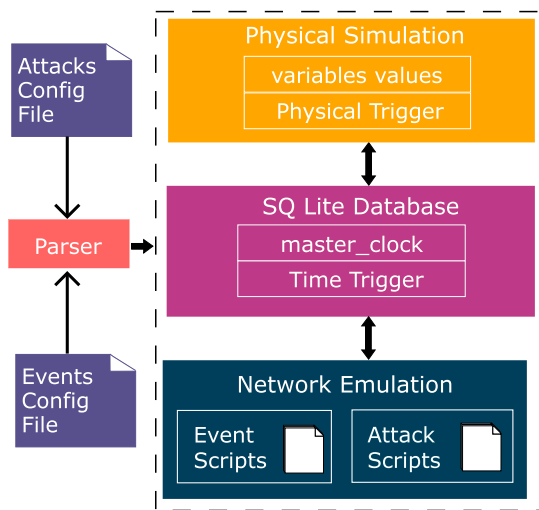 Attacks
Config
File
Parser
Events
Config
File
Physical Simulation
variables values
Physical Trigger
SQ Lite Database
master_clock
Time Trigger
Network Emulation
Event
Scripts
Attack
Scripts